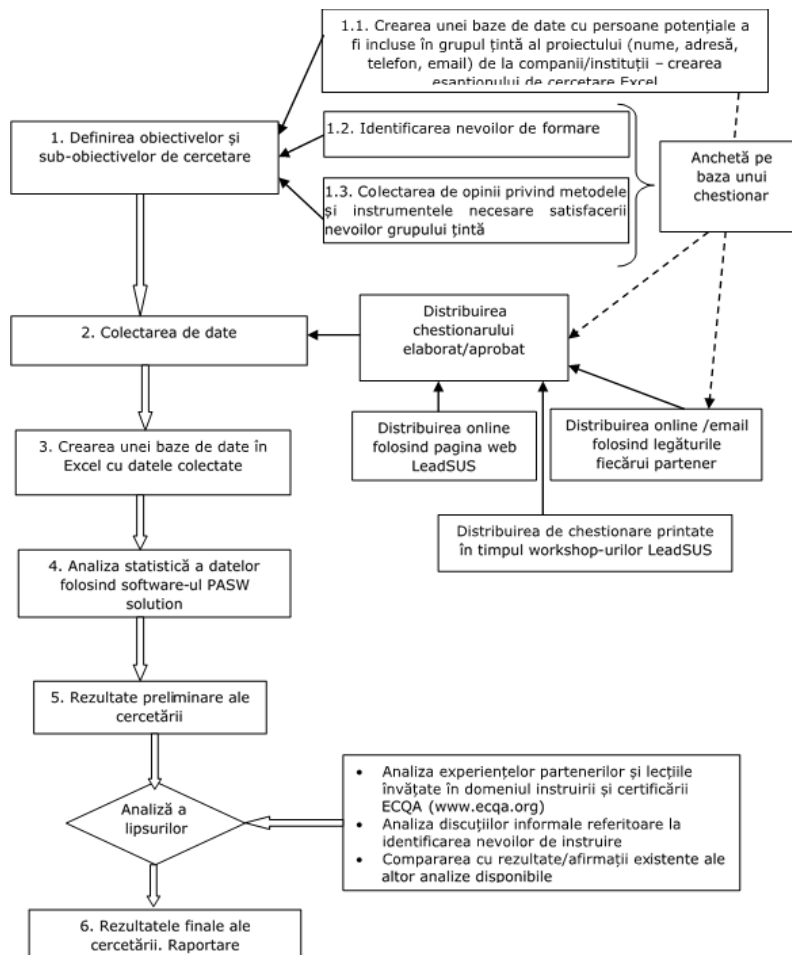 1.1. Crearea unei baze de date cu persoane potențiale a
fi incluse în grupul țintă al proiectului (nume, adresă,
telefon, email) de la companii/instituții – crearea
eșantionului de cercetare Excel
1. Definirea obiectivelor și
sub-obiectivelor de cercetare
1.2. Identificarea nevoilor de formare
1.3. Colectarea de opinii privind metodele
și instrumentele necesare satisfacerii
nevoilor grupului țintă
Anchetă pe
baza unui
chestionar
2. Colectarea de date
Distribuirea
chestionarului
elaborat/aprobat
Distribuirea online
folosind pagina web
LeadSUS
Distribuirea online /email
folosind legăturile
fiecărui partener
3. Crearea unei baze de date în
Excel cu datele colectate
Distribuirea de chestionare printate
în timpul workshop-urilor LeadSUS
4. Analiza statistică a datelor
folosind software-ul PASW
solution
5. Rezultate preliminare ale
cercetării
Analiză a
lipsurilor
• Analiza experiențelor partenerilor și lecțiile
învățate în domeniul instruirii și certificării
ECQA (www.ecqa.org)
• Analiza discuțiilor informale referitoare la
identificarea nevoilor de instruire
• Compararea cu rezultate/afirmații existente ale
altor analize disponibile
6. Rezultatele finale ale
cercetării. Raportare